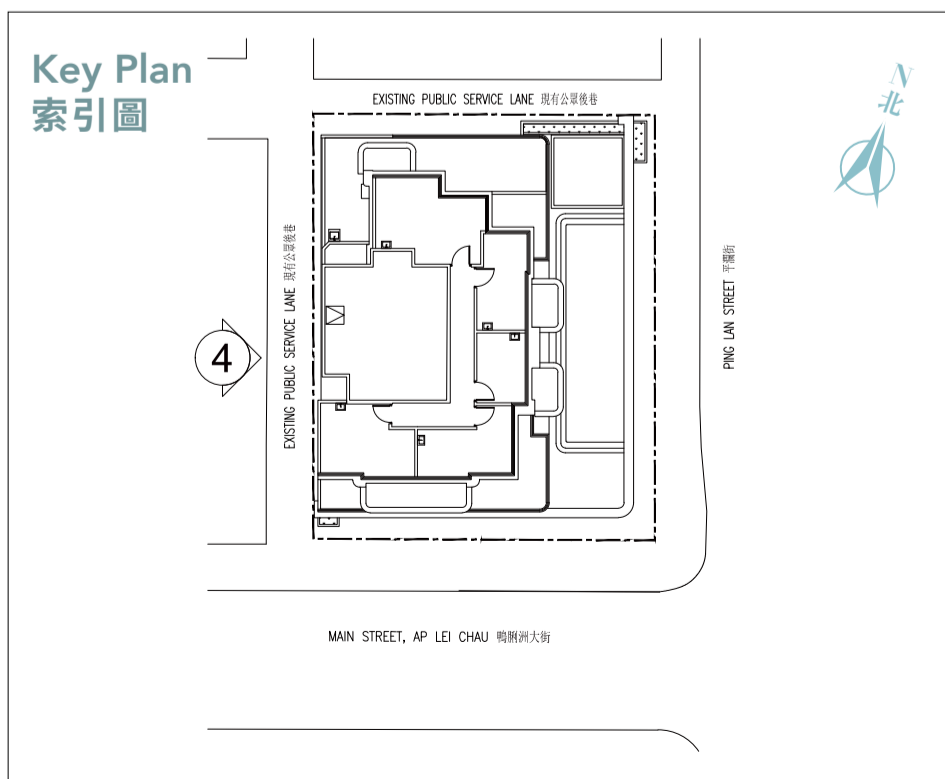 Key Plan
索引圖
N
北
EXISTING PUBLIC SERVICE LANE 現有公眾後巷
EXISTING PUBLIC SERVICE LANE 現有公眾後巷
PING LAN STREET 平瀾街
4
MAIN STREET, AP LEI CHAU 鴨脷洲大街